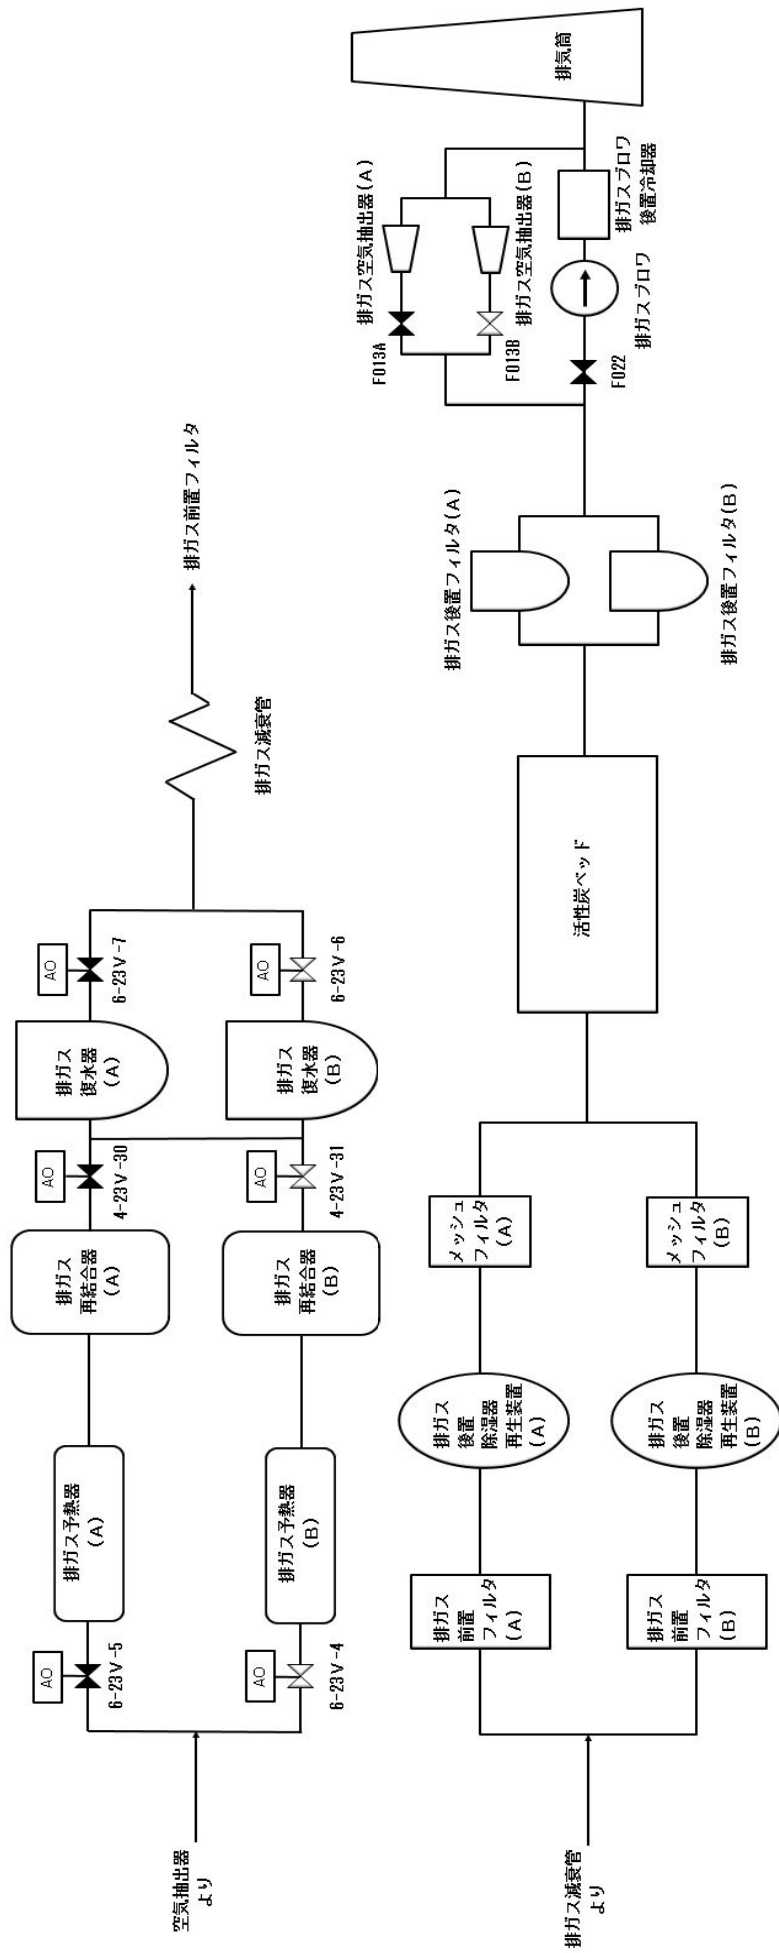 空気抽出器
より
AO
6-23V-5
AO
6-23V-4
排ガス予熱器
(A)
排ガス予熱器
(B)
排ガス
再結合器
(A)
排ガス
再結合器
(B)
AO
4-23V-30
AO
4-23V-31
排ガス
復水器
(A)
排ガス
復水器
(B)
AO
6-23V-7
AO
6-23V-6
排ガス減衰管
排ガス前置フィルタ
排ガス減衰管
より
排ガス
前置
フィルタ
(A)
排ガス
前置
フィルタ
(B)
排ガス
後置
除湿器
再生装置
(A)
排ガス
後置
除湿器
再生装置
(B)
メッシュ
フィルタ
(A)
メッシュ
フィルタ
(B)
活性炭ベッド
排ガス後置フィルタ(A)
排ガス後置フィルタ(B)
F013A
F013B
F022
排ガス空気抽出器(A)
排ガス空気抽出器(B)
排ガスブロワ
排ガスブロワ
後置冷却器
排気筒